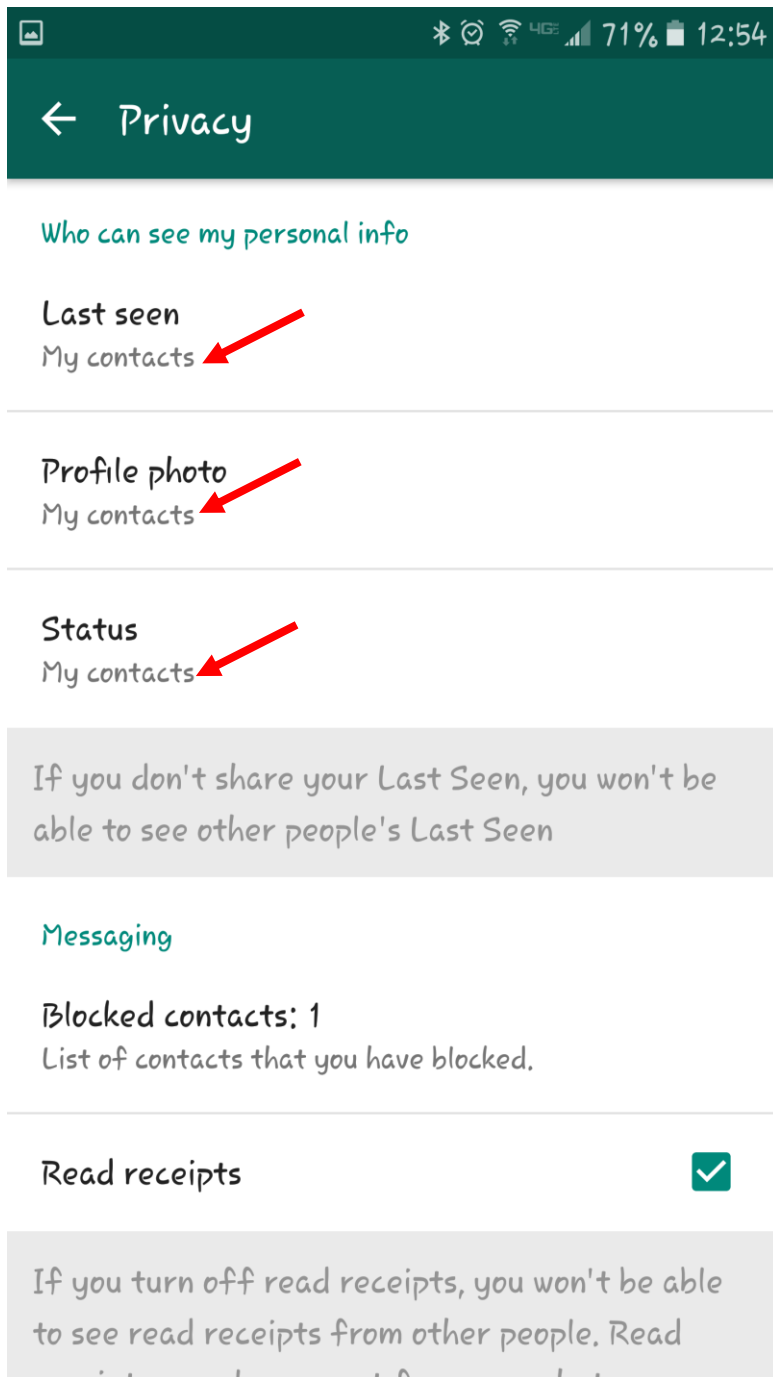 4GE 71% 12:54
Privacy
Who can see my personal info
Last seen
My contacts
Profile photo
My contacts
Status
My contacts
If you don't share your Last Seen, you won't be
able to see other people's Last Seen
Messaging
Blocked contacts: 1
List of contacts that you have blocked.
Read receipts
If you turn off read receipts, you won't be able
to see read receipts from other people. Read